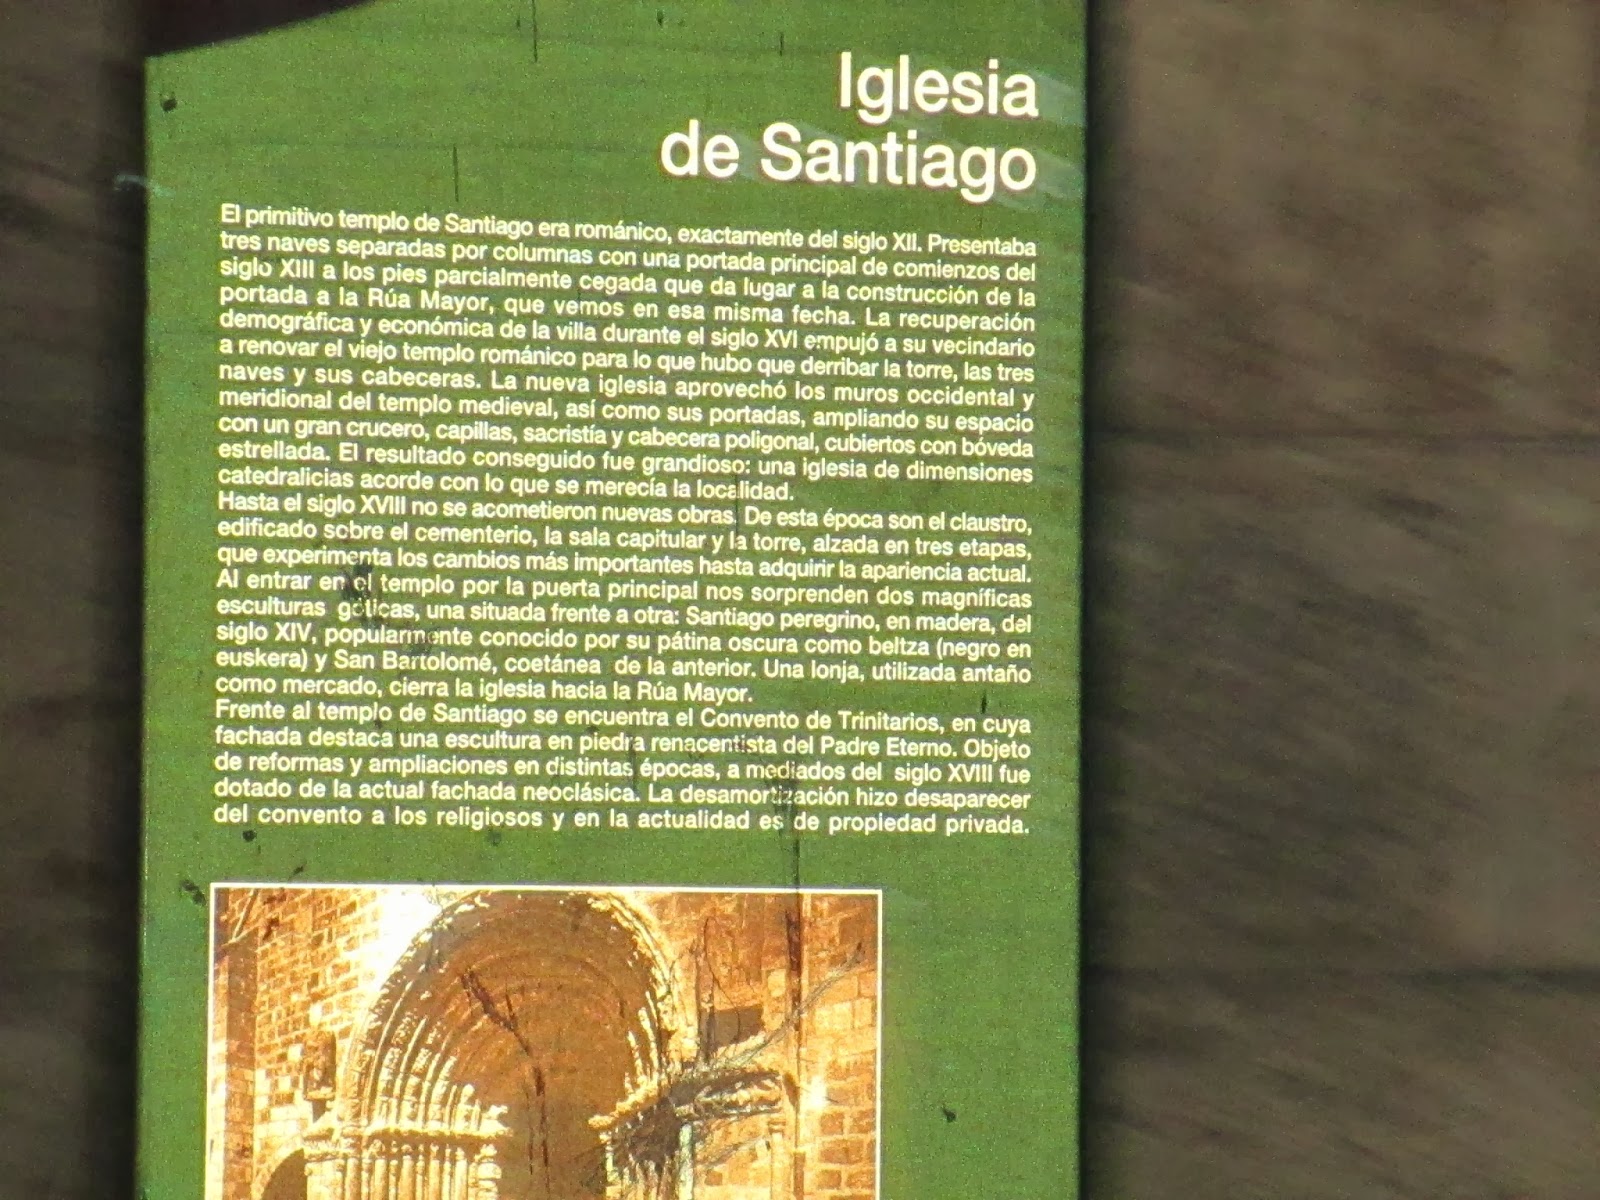 Iglesia
de Santiago
El primitivo templo de Santiago era románico, exactamente del siglo XII. Presentaba
tres naves separadas por columnas con una portada principal de comienzos del
siglo XIII a los pies parcialmente cegada que da lugar a la construcción de la
portada a la Rúa Mayor, que vemos en esa misma fecha. La recuperación
demográfica y económica de la villa durante el siglo XVI empujó a su vecindario
a renovar el viejo templo románico para lo que hubo que derribar la torre, las tres
naves y sus cabeceras. La nueva iglesia aprovechó los muros occidental y
meridional del templo medieval, así como sus portadas, ampliando su espacio
con un gran crucero, capillas, sacristía y cabecera poligonal, cubiertos con bóveda
estrellada. El resultado conseguido fue grandioso: una iglesia de dimensiones
catedralicias acorde con lo que se merecía la localidad.
Hasta el siglo XVIII no se acometieron nuevas obras. De esta época son el claustro,
edificado sobre el cementerio, la sala capitular y la torre, alzada en tres etapas,
que experimenta los cambios más importantes hasta adquirir la apariencia actual.
Al entrar en el templo por la puerta principal nos sorprenden dos magníficas
esculturas góticas, una situada frente a otra: Santiago peregrino, en madera, del
siglo XIV, popularmente conocido por su pátina oscura como beltza (negro en
euskera) y San Bartolomé, coetánea de la anterior. Una lonja, utilizada antaño
como mercado, cierra la iglesia hacia la Rúa Mayor.
Frente al templo de Santiago se encuentra el Convento de Trinitarios, en cuya
fachada destaca una escultura en piedra renacentista del Padre Eterno. Objeto
de reformas y ampliaciones en distintas épocas, a mediados del siglo XVIII fue
dotado de la actual fachada neoclásica. La desamortización hizo desaparecer
del convento a los religiosos y en la actualidad es de propiedad privada.